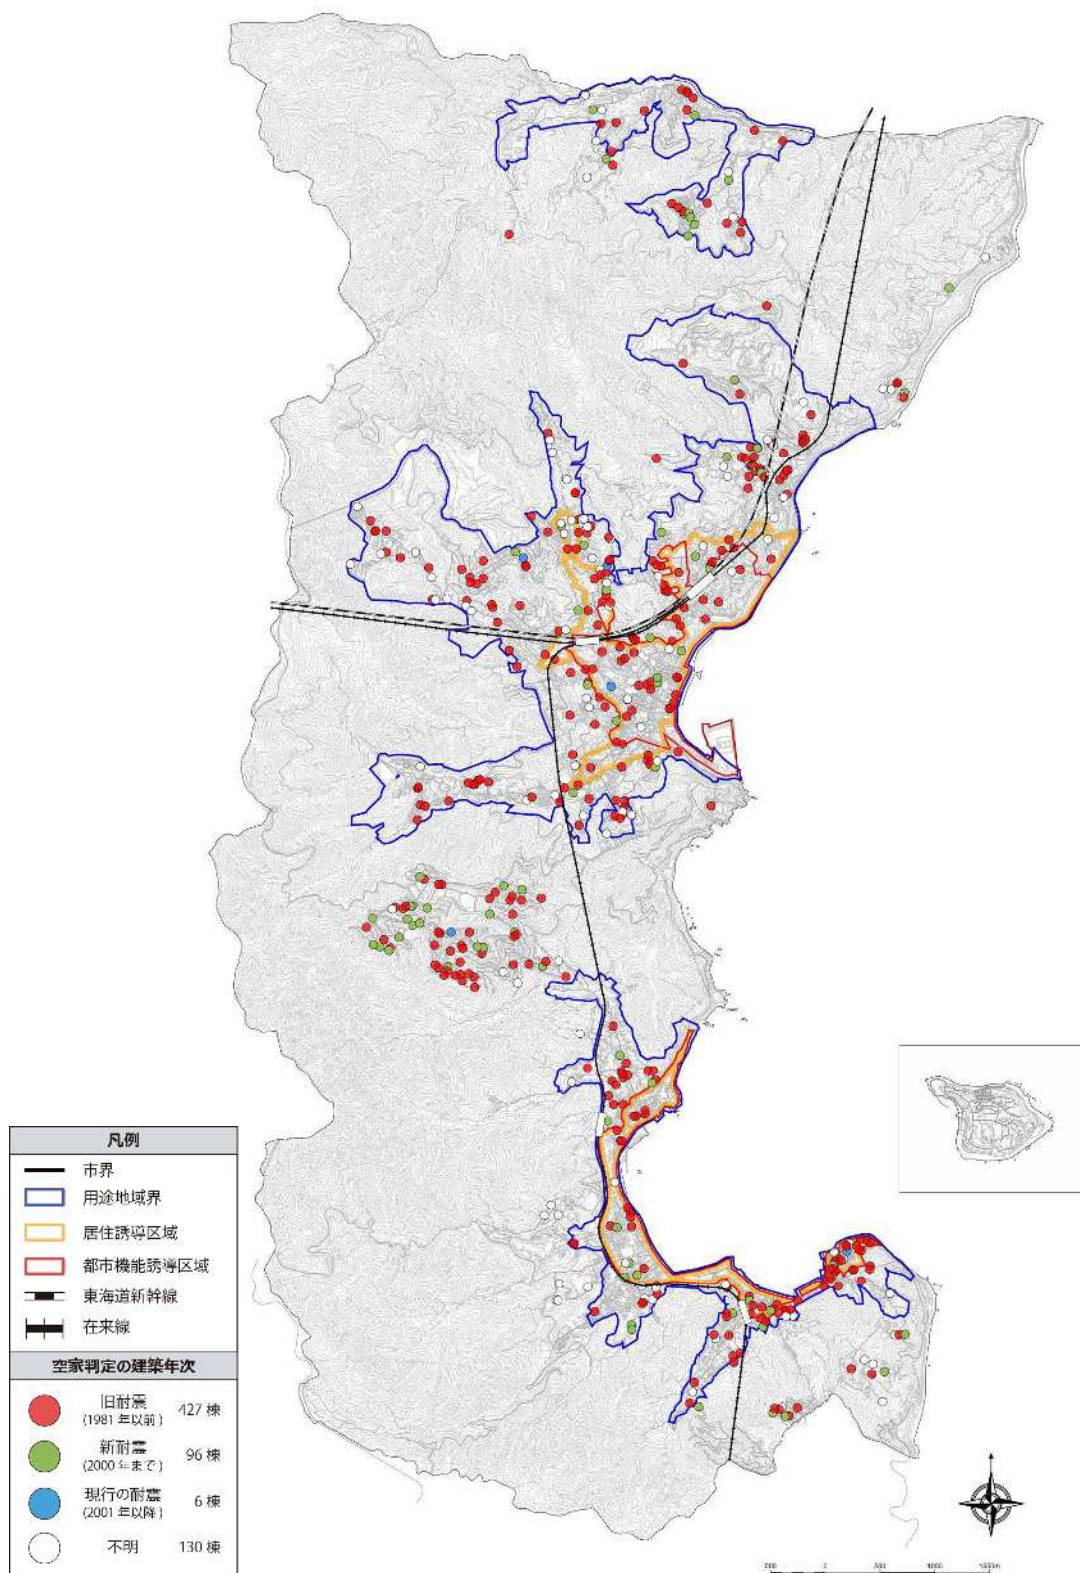 凡例
市界
用途地域界
居住誘導区域
都市機能誘導区域
東海道新幹線
在来線
空家判定の建築年次
旧耐震
(1981年以前)
427棟
新耐震
(2000年まで)
96棟
現行の耐震
(2001年以降)
6棟
不明
130棟
0
500
1000
1500m